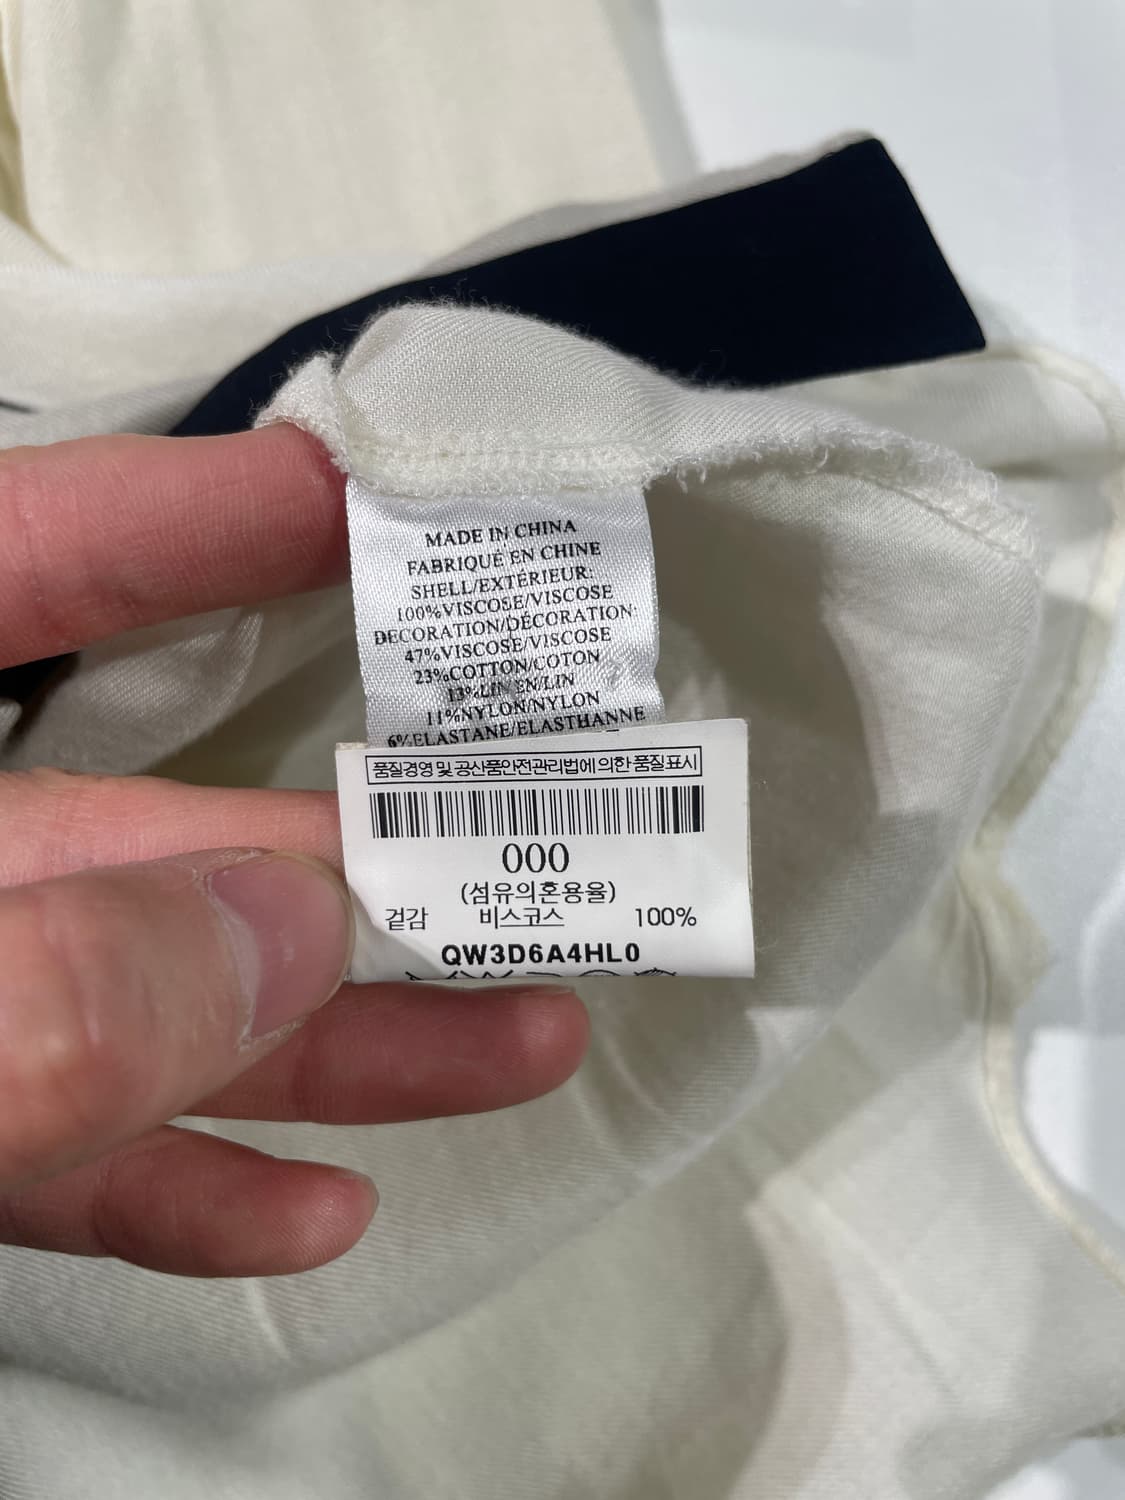 MADE IN CHINA
FABRIQUÉ EN CHINE
SHELL/EXTÉRIEUR:
100%VISCOSE/VISCOSE
DECORATION/DÉCORATION:
47%VISCOSE/VISCOSE
23%COTTON/COTON
13%LINEN/LIN
11%NYLON/NYLON
6%ELASTANE/ELASTHANNE
품질경영 및 공산품안전관리법에 의한 품질표시
000
(섬유의혼용율)
겉감 비스코스 100%
QW3D6A4HL0